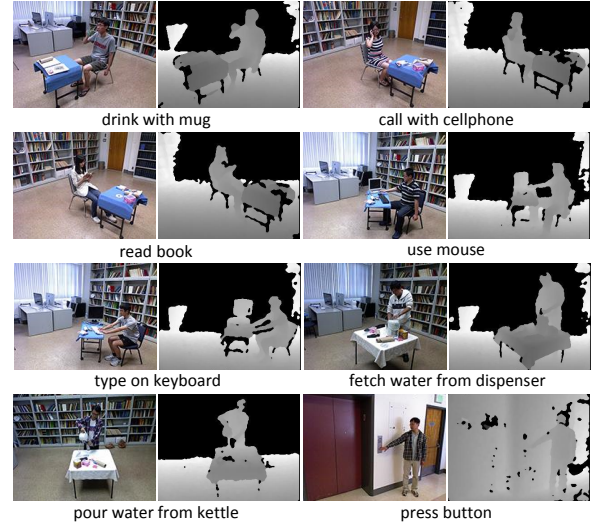 drink with mug
call with cellphone
read book
use mouse
type on keyboard
fetch water from dispenser
pour water from kettle
press button